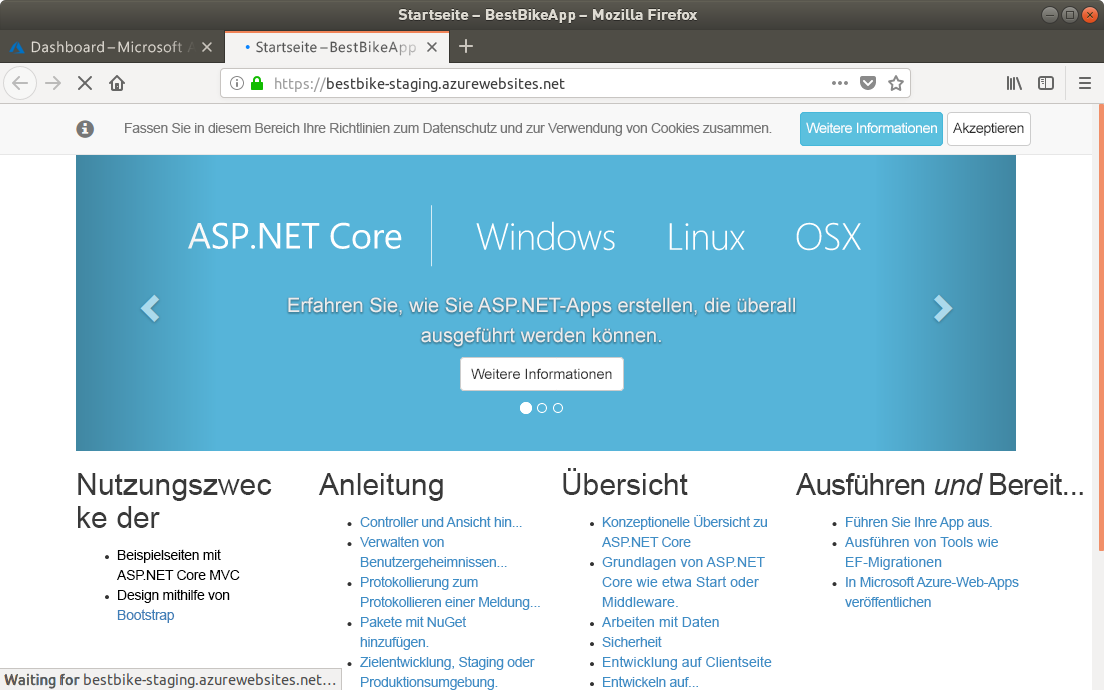 Startseite – BestBikeApp – Mozilla Firefox
Dashboard – Microsoft A
• Startseite – BestBikeApp
https://bestbike-staging.azurewebsites.net
Fassen Sie in diesem Bereich Ihre Richtlinien zum Datenschutz und zur Verwendung von Cookies zusammen.
Weitere Informationen
Akzeptieren
ASP.NET Core
Windows
Linux
OSX
Erfahren Sie, wie Sie ASP.NET-Apps erstellen, die überall
ausgeführt werden können.
Weitere Informationen
Nutzungszwec
ke der
• Beispielseiten mit
ASP.NET Core MVC
• Design mithilfe von
Bootstrap
Anleitung
• Controller und Ansicht hin...
• Verwalten von
Benutzergeheimnissen...
• Protokollierung zum
Protokollieren einer Meldung...
• Pakete mit NuGet
hinzufügen.
• Zielentwicklung, Staging oder
Produktionsumgebung.
Übersicht
• Konzeptionelle Übersicht zu
ASP.NET Core
• Grundlagen von ASP.NET
Core wie etwa Start oder
Middleware.
• Arbeiten mit Daten
• Sicherheit
• Entwicklung auf Clientseite
• Entwickeln auf...
Ausführen und Bereit...
• Führen Sie Ihre App aus.
• Ausführen von Tools wie
EF-Migrationen
• In Microsoft Azure-Web-Apps
veröffentlichen
Waiting for bestbike-staging.azurewebsites.net…